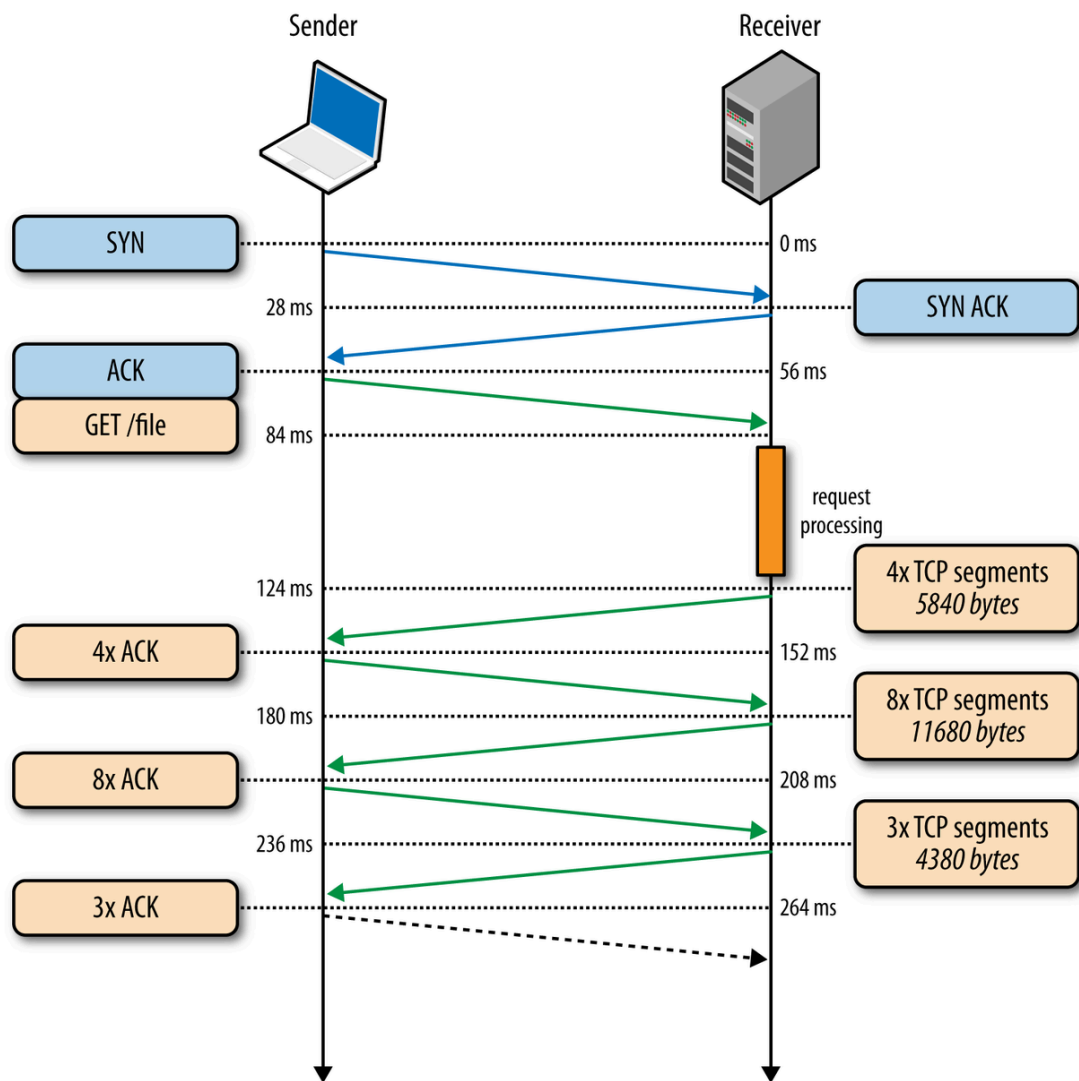 Sender
Receiver
SYN
0 ms
28 ms
SYN ACK
ACK
56 ms
GET /file
84 ms
request
processing
124 ms
4x TCP segments
5840 bytes
4x ACK
152 ms
180 ms
8x TCP segments
11680 bytes
8x ACK
208 ms
236 ms
3x TCP segments
4380 bytes
3x ACK
264 ms